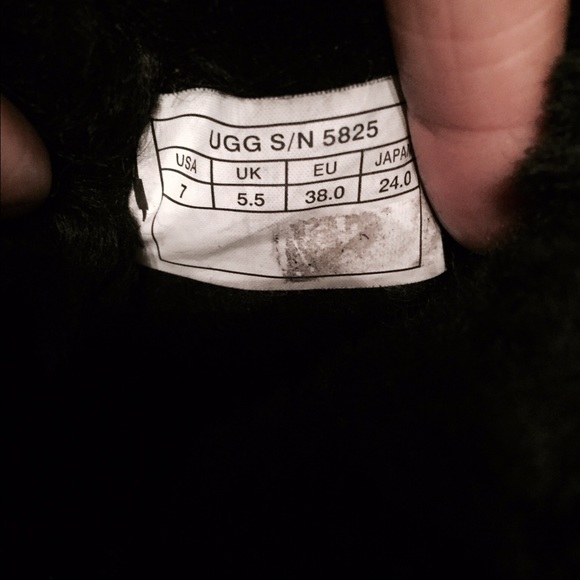 UGG S/N 5825
USA UK EU JAPAN
7 5.5 38.0 24.0